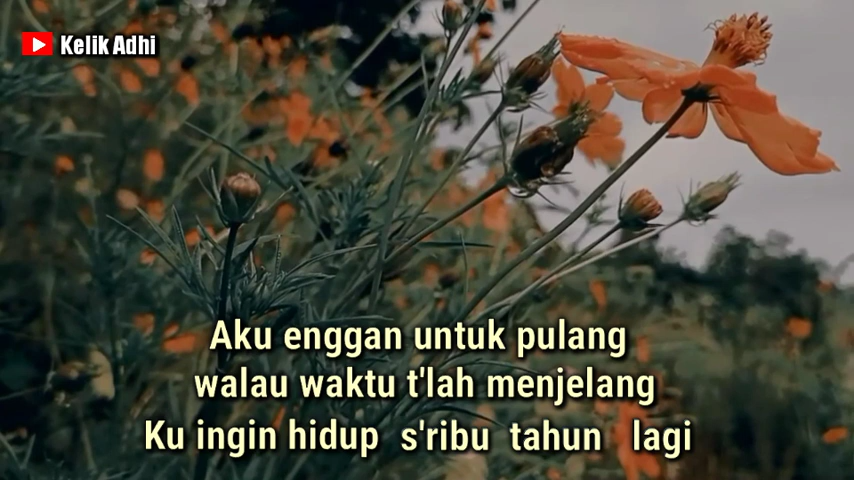 Kelik Adhi
Aku enggan untuk pulang
walau waktu t'lah menjelang
Ku ingin hidup s'ribu tahun lagi